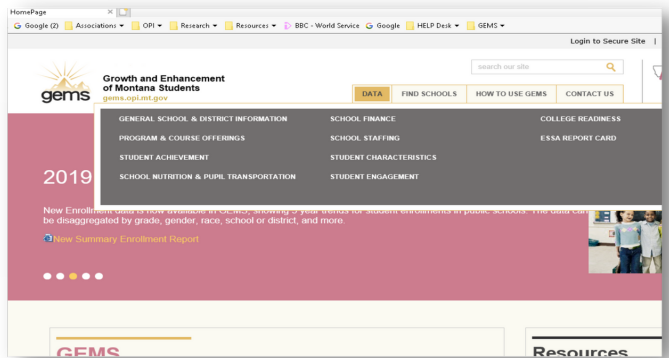 HomePage
Google (2) Associations OPI Research Resources BBC - World Service Google HELP Desk GEMS
Login to Secure Site |
search our site
gems
Growth and Enhancement
of Montana Students
gems.opi.mt.gov
DATA FIND SCHOOLS HOW TO USE GEMS CONTACT US
GENERAL SCHOOL & DISTRICT INFORMATION SCHOOL FINANCE COLLEGE READINESS
PROGRAM & COURSE OFFERINGS SCHOOL STAFFING ESSA REPORT CARD
STUDENT ACHIEVEMENT STUDENT CHARACTERISTICS
SCHOOL NUTRITION & PUPIL TRANSPORTATION STUDENT ENGAGEMENT
2019
New Enrollment data is now available in GEMS, showing 5 year trends for student enrollments in public schools. The data can
be disaggregated by grade, gender, race, school or district, and more.
New Summary Enrollment Report
GEMS
Resources